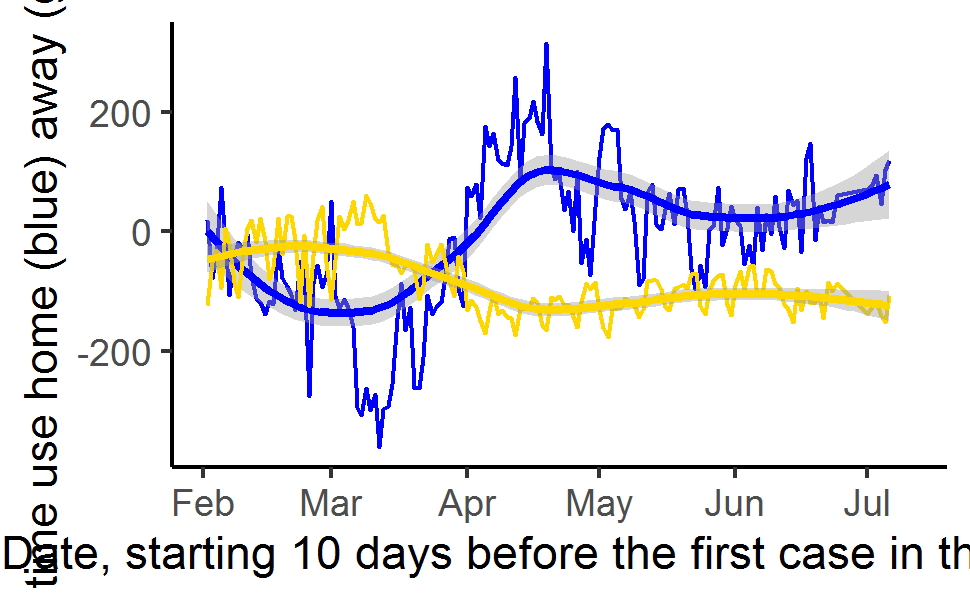 time use home (blue) away (g
200
0
-200
Feb Mar Apr May Jun Jul
Date, starting 10 days before the first case in th